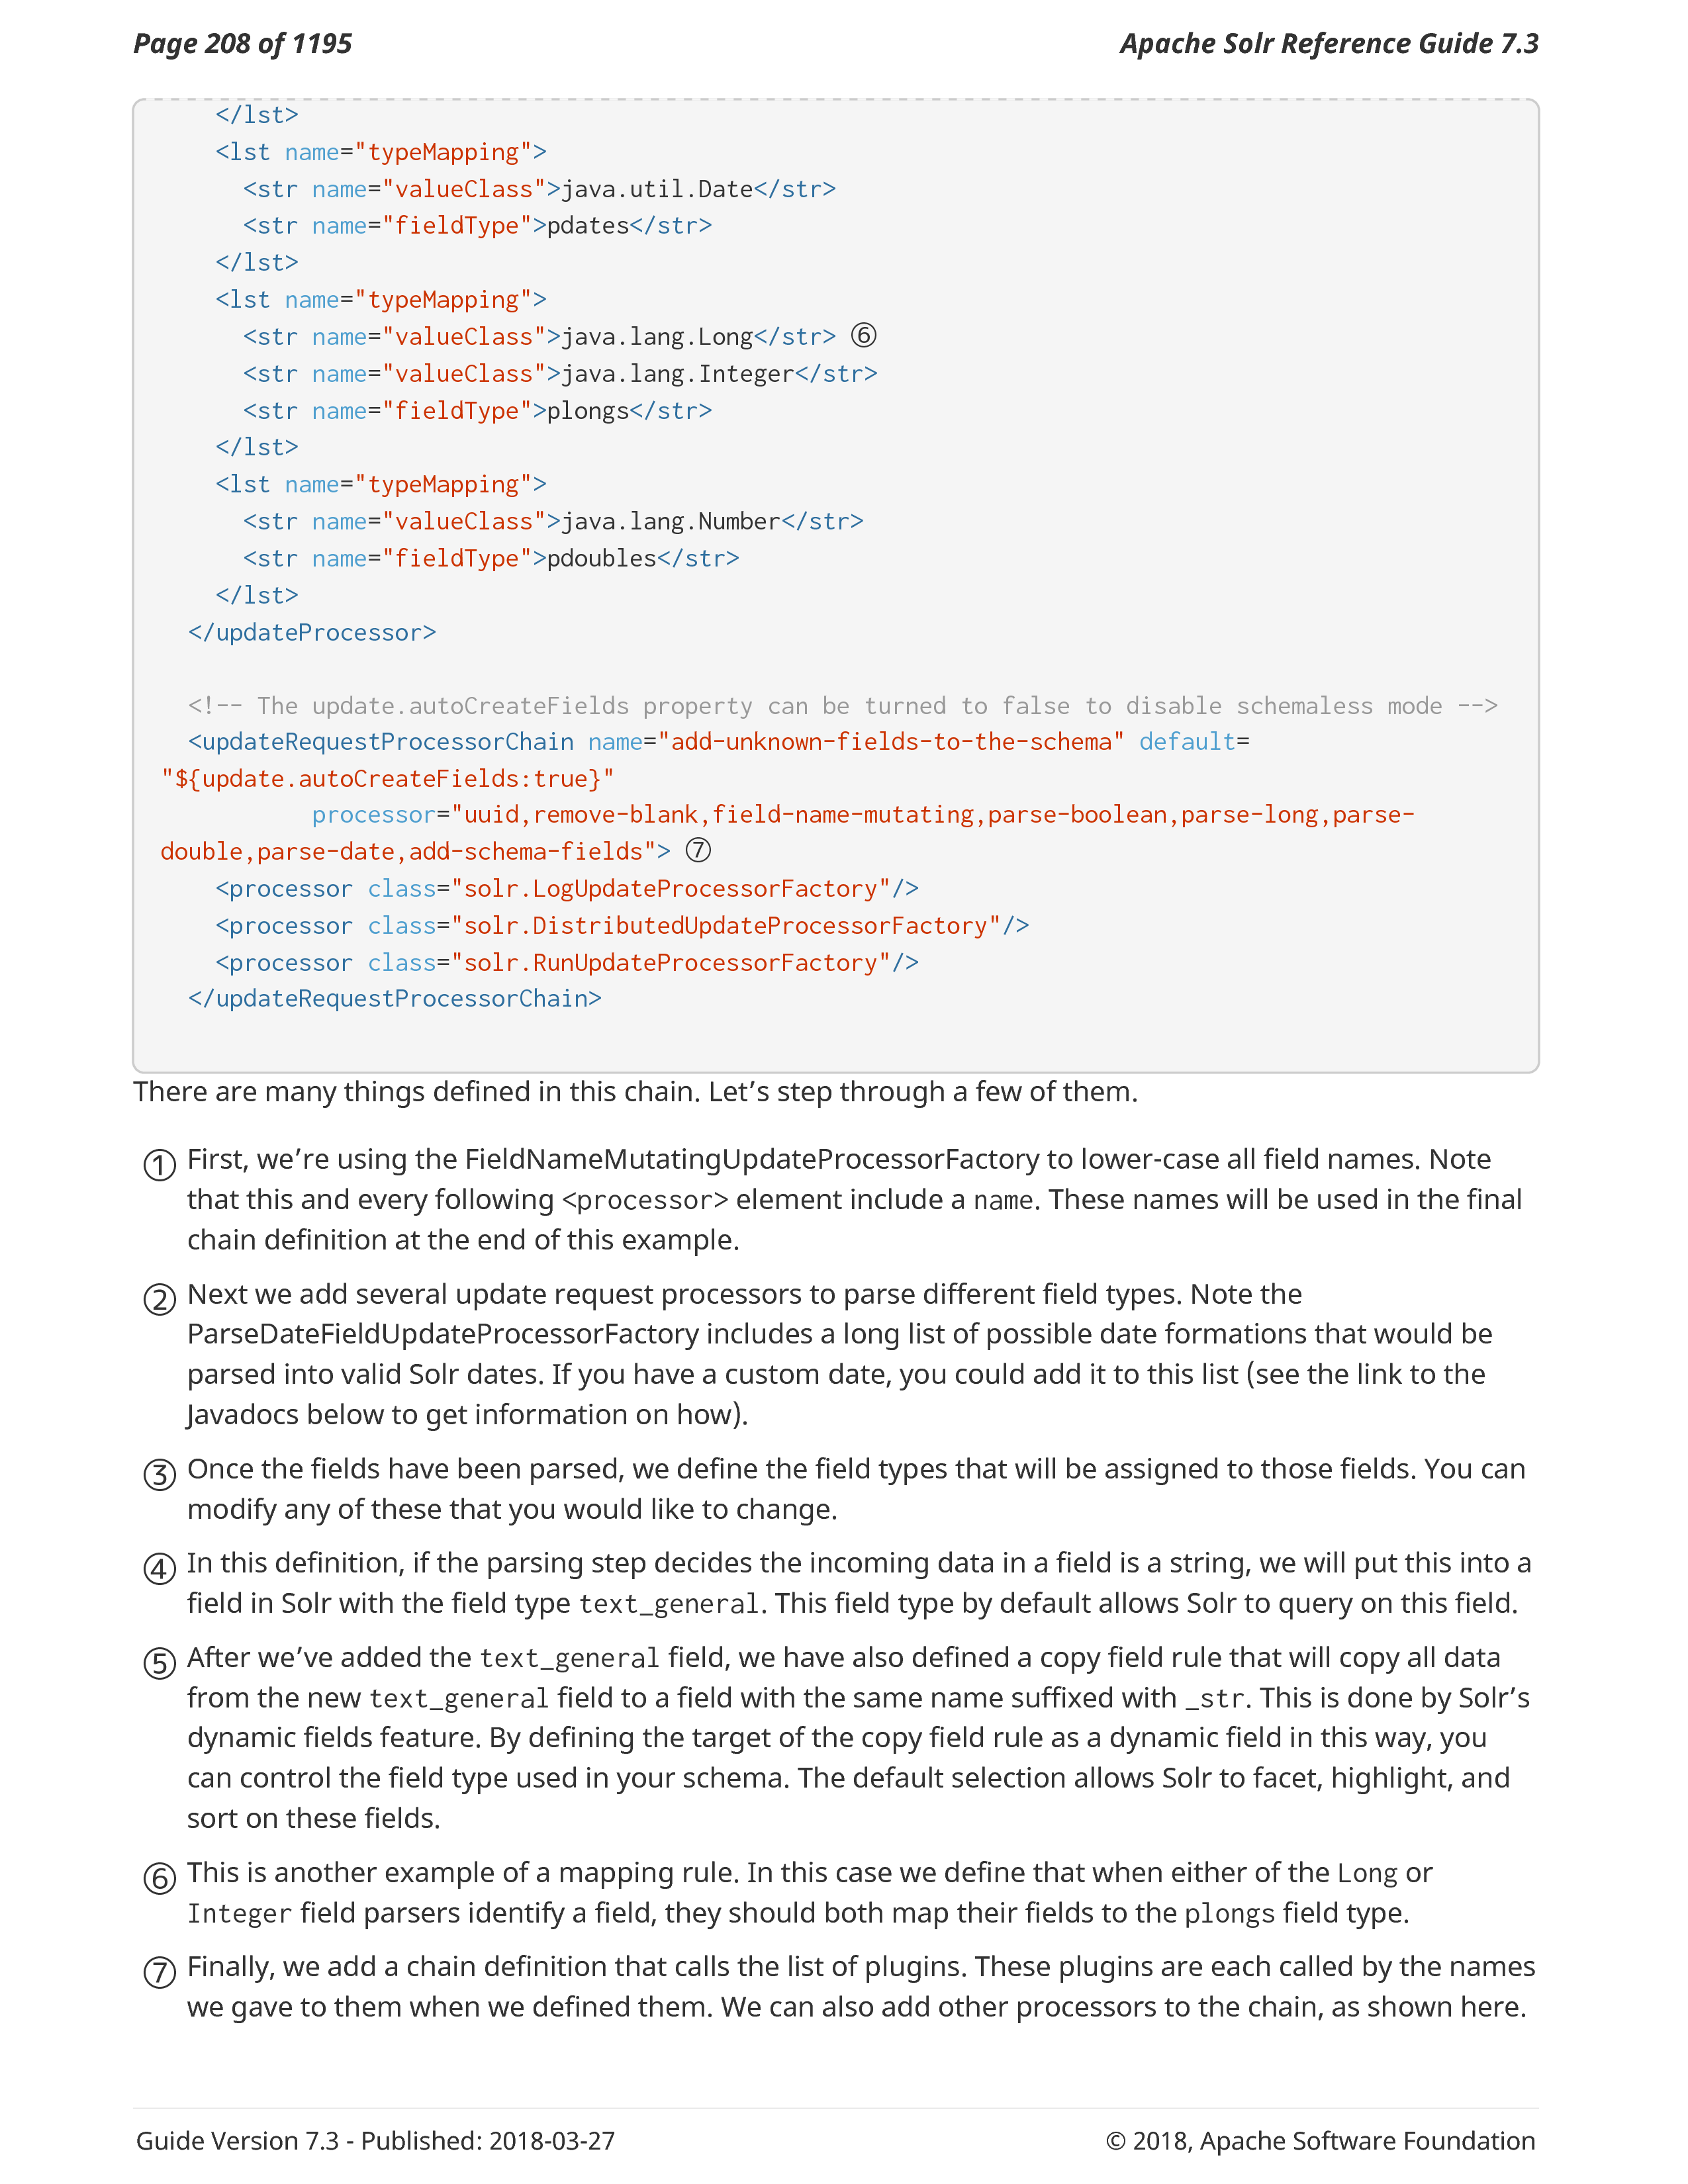 Page 208 of 1195
Apache Solr Reference Guide 7.3
    </lst>
    <lst name="typeMapping">
      <str name="valueClass">java.util.Date</str>
      <str name="fieldType">pdates</str>
    </lst>
    <lst name="typeMapping">
      <str name="valueClass">java.lang.Long</str> ⑥
      <str name="valueClass">java.lang.Integer</str>
      <str name="fieldType">plongs</str>
    </lst>
    <lst name="typeMapping">
      <str name="valueClass">java.lang.Number</str>
      <str name="fieldType">pdoubles</str>
    </lst>
  </updateProcessor>

  <!-- The update.autoCreateFields property can be turned to false to disable schemaless mode -->
  <updateRequestProcessorChain name="add-unknown-fields-to-the-schema" default=
"${update.autoCreateFields:true}"
           processor="uuid,remove-blank,field-name-mutating,parse-boolean,parse-long,parse-
double,parse-date,add-schema-fields"> ⑦
    <processor class="solr.LogUpdateProcessorFactory"/>
    <processor class="solr.DistributedUpdateProcessorFactory"/>
    <processor class="solr.RunUpdateProcessorFactory"/>
  </updateRequestProcessorChain>

There are many things defined in this chain. Let’s step through a few of them.
① First, we’re using the FieldNameMutatingUpdateProcessorFactory to lower-case all field names. Note
that this and every following <processor> element include a name. These names will be used in the final
chain definition at the end of this example.
② Next we add several update request processors to parse different field types. Note the
ParseDateFieldUpdateProcessorFactory includes a long list of possible date formations that would be
parsed into valid Solr dates. If you have a custom date, you could add it to this list (see the link to the
Javadocs below to get information on how).
③ Once the fields have been parsed, we define the field types that will be assigned to those fields. You can
modify any of these that you would like to change.
④ In this definition, if the parsing step decides the incoming data in a field is a string, we will put this into a
field in Solr with the field type text_general. This field type by default allows Solr to query on this field.
⑤ After we’ve added the text_general field, we have also defined a copy field rule that will copy all data
from the new text_general field to a field with the same name suffixed with _str. This is done by Solr’s
dynamic fields feature. By defining the target of the copy field rule as a dynamic field in this way, you
can control the field type used in your schema. The default selection allows Solr to facet, highlight, and
sort on these fields.
⑥ This is another example of a mapping rule. In this case we define that when either of the Long or
Integer field parsers identify a field, they should both map their fields to the plongs field type.
⑦ Finally, we add a chain definition that calls the list of plugins. These plugins are each called by the names
we gave to them when we defined them. We can also add other processors to the chain, as shown here.
Guide Version 7.3 - Published: 2018-03-27
© 2018, Apache Software Foundation